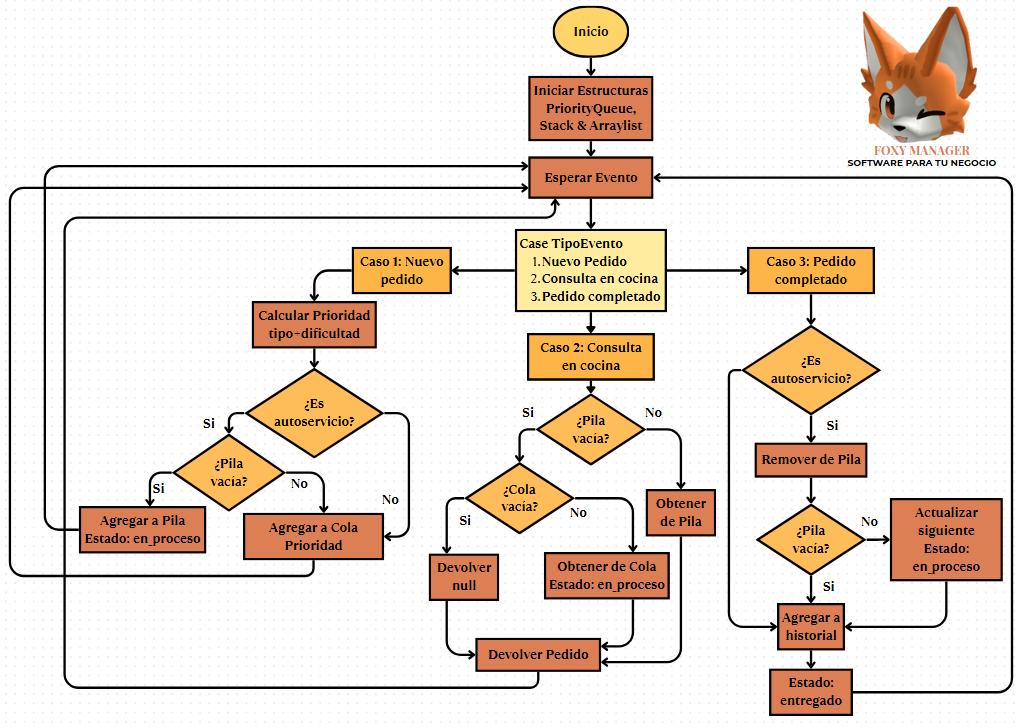 Inicio
Iniciar Estructuras
PriorityQueue,
Stack & Arraylist
FOXY MANAGER
SOFTWARE PARA TU NEGOCIO
Esperar Evento
Case TipoEvento
1. Nuevo Pedido
2. Consulta en cocina
3. Pedido completado
Caso 1: Nuevo
pedido
Calcular Prioridad
tipo+dificultad
¿Es
autoservicio?
Si
No
¿Pila
vacía?
Si
No
Agregar a Pila
Estado: en_proceso
Agregar a Cola
Prioridad
Caso 2: Consulta
en cocina
¿Pila
vacía?
Si
No
¿Cola
vacía?
Si
No
Obtener
de Pila
Devolver
null
Obtener de Cola
Estado: en_proceso
Devolver Pedido
Caso 3: Pedido
completado
¿Es
autoservicio?
Si
Remover de Pila
¿Pila
vacía?
No
Si
Actualizar
siguiente
Estado:
en_proceso
Agregar a
historial
Estado:
entregado